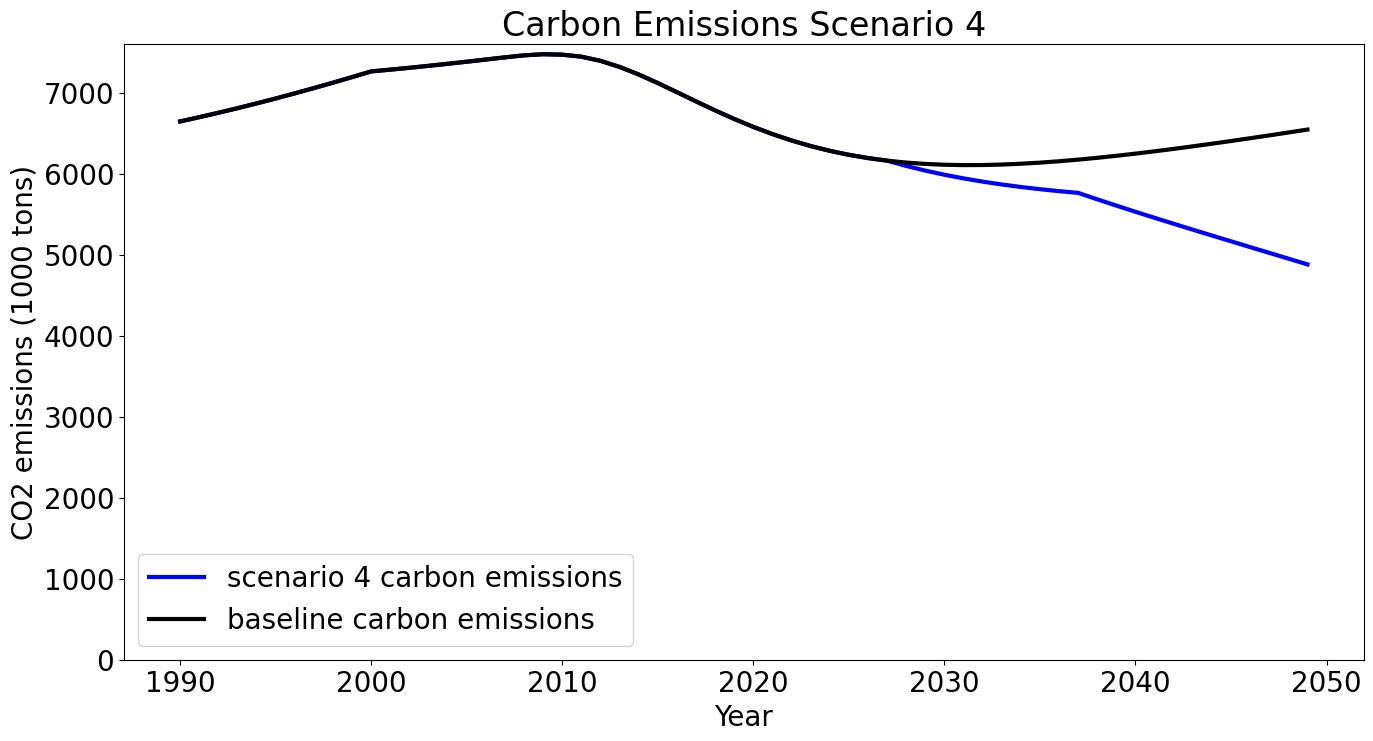 Carbon Emissions Scenario 4
CO2 emissions (1000 tons)
7000
6000
5000
4000
3000
2000
1000
0
scenario 4 carbon emissions
baseline carbon emissions
1990 2000 2010 2020 2030 2040 2050
Year